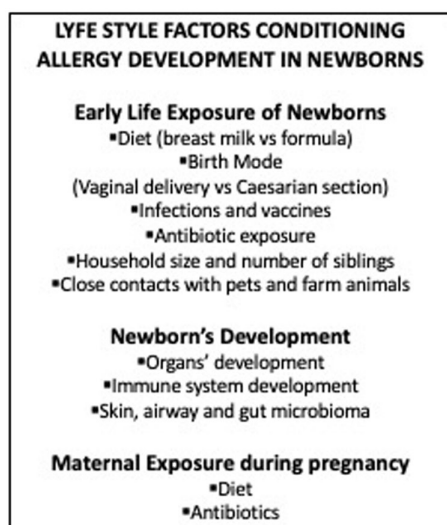 LYFE STYLE FACTORS CONDITIONING
ALLERGY DEVELOPMENT IN NEWBORNS
Early Life Exposure of Newborns
▪Diet (breast milk vs formula)
▪Birth Mode
(Vaginal delivery vs Caesarian section)
▪Infections and vaccines
▪Antibiotic exposure
▪Household size and number of siblings
▪Close contacts with pets and farm animals
Newborn’s Development
▪Organs’ development
▪Immune system development
▪Skin, airway and gut microbioma
Maternal Exposure during pregnancy
▪Diet
▪Antibiotics